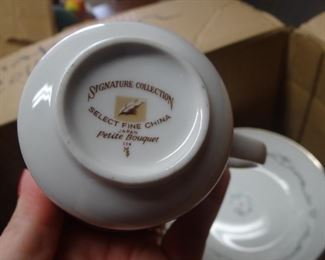 SIGNATURE COLLECTION
SELECT FINE CHINA
JAPAN
Petite Bouquet